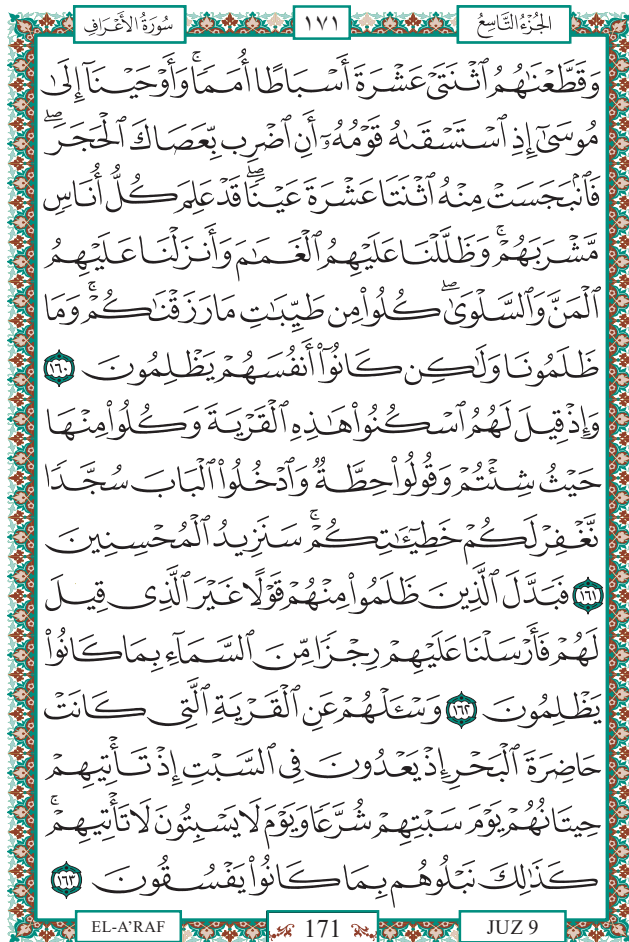 سُورَةُ الأَعْرَافِ
١٧١
الجُزْءُ التَّاسِعُ
وَقَطَّعْنَٰهُمُ ٱثْنَتَىْ عَشْرَةَ أَسْبَاطًا أُمَمًاۚ وَأَوْحَيْنَآ إِلَىٰ
مُوسَىٰٓ إِذِ ٱسْتَسْقَىٰهُ قَوْمُهُۥٓ أَنِ ٱضْرِب بِّعَصَاكَ ٱلْحَجَرَۖ
فَٱنۢبَجَسَتْ مِنْهُ ٱثْنَتَا عَشْرَةَ عَيْنًاۖ قَدْ عَلِمَ كُلُّ أُنَاسٍ
مَّشْرَبَهُمْۚ وَظَلَّلْنَا عَلَيْهِمُ ٱلْغَمَٰمَ وَأَنزَلْنَا عَلَيْهِمُ
ٱلْمَنَّ وَٱلسَّلْوَىٰۖ كُلُوا۟ مِن طَيِّبَٰتِ مَا رَزَقْنَٰكُمْۚ وَمَا
ظَلَمُونَا وَلَٰكِن كَانُوٓا۟ أَنفُسَهُمْ يَظْلِمُونَ ١٦٠
وَإِذْ قِيلَ لَهُمُ ٱسْكُنُوا۟ هَٰذِهِ ٱلْقَرْيَةَ وَكُلُوا۟ مِنْهَا
حَيْثُ شِئْتُمْ وَقُولُوا۟ حِطَّةٌ وَٱدْخُلُوا۟ ٱلْبَابَ سُجَّدًا
نَّغْفِرْ لَكُمْ خَطِيٓـَٰٔتِكُمْۚ سَنَزِيدُ ٱلْمُحْسِنِينَ
١٦١ فَبَدَّلَ ٱلَّذِينَ ظَلَمُوا۟ مِنْهُمْ قَوْلًا غَيْرَ ٱلَّذِى قِيلَ
لَهُمْ فَأَرْسَلْنَا عَلَيْهِمْ رِجْزًا مِّنَ ٱلسَّمَآءِ بِمَا كَانُوا۟
يَظْلِمُونَ ١٦٢ وَسْـَٔلْهُمْ عَنِ ٱلْقَرْيَةِ ٱلَّتِى كَانَتْ
حَاضِرَةَ ٱلْبَحْرِ إِذْ يَعْدُونَ فِى ٱلسَّبْتِ إِذْ تَأْتِيهِمْ
حِيتَانُهُمْ يَوْمَ سَبْتِهِمْ شُرَّعًا وَيَوْمَ لَا يَسْبِتُونَ لَا تَأْتِيهِمْۚ
كَذَٰلِكَ نَبْلُوهُم بِمَا كَانُوا۟ يَفْسُقُونَ ١٦٣
EL-A'RAF
171
JUZ 9